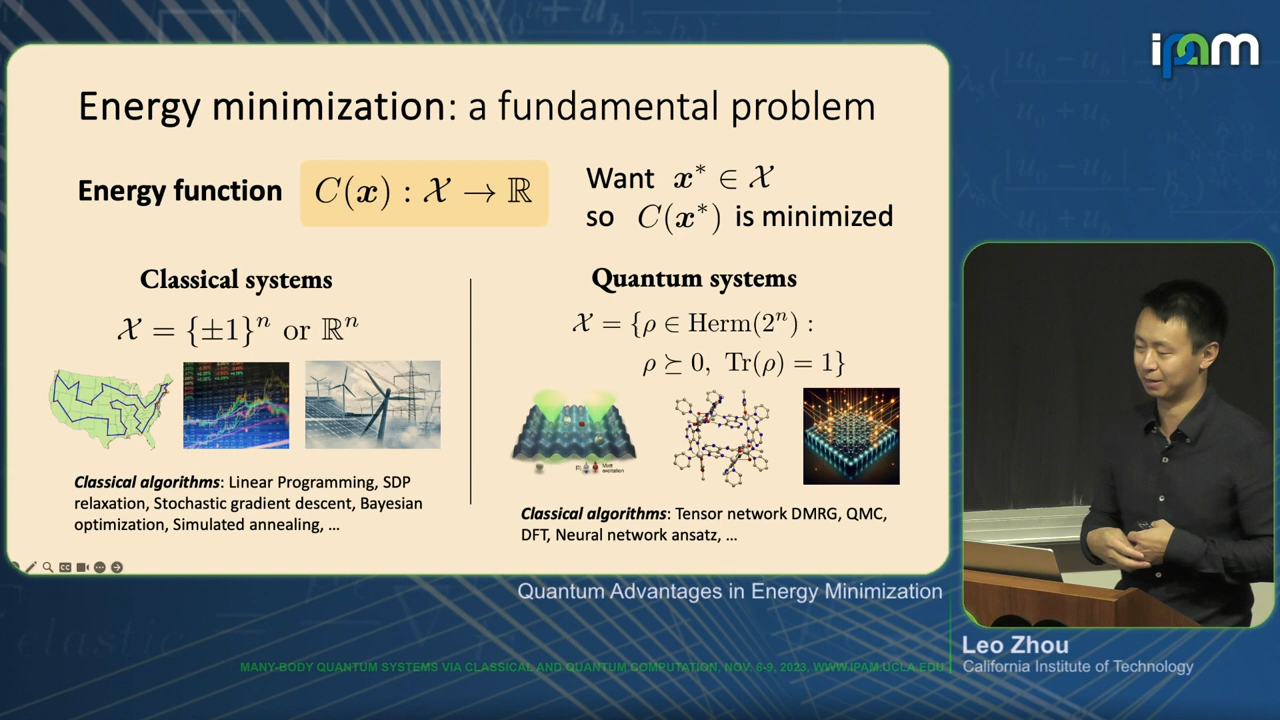 ipam
Energy minimization: a fundamental problem
Energy function C(x) : X → ℝ
Want x* ∈ X
so C(x*) is minimized
Classical systems
X = {±1}ⁿ or ℝⁿ
Classical algorithms: Linear Programming, SDP
relaxation, Stochastic gradient descent, Bayesian
optimization, Simulated annealing, ...
Quantum systems
X = {ρ ∈ Herm(2ⁿ) :
ρ ⪰ 0, Tr(ρ) = 1}
Mott
excitation
Classical algorithms: Tensor network DMRG, QMC,
DFT, Neural network ansatz, ...
Quantum Advantages in Energy Minimization
Leo Zhou
California Institute of Technology
MANY-BODY QUANTUM SYSTEMS VIA CLASSICAL AND QUANTUM COMPUTATION, NOV. 6-9, 2023, WWW.IPAM.UCLA.EDU